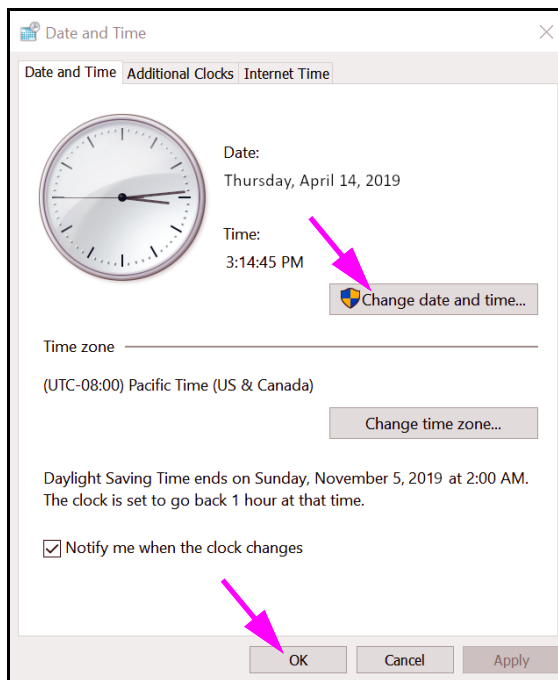 Date and Time
Date and Time Additional Clocks Internet Time
Date:
Thursday, April 14, 2019
Time:
3:14:45 PM
Change date and time...
Time zone
(UTC-08:00) Pacific Time (US & Canada)
Change time zone...
Daylight Saving Time ends on Sunday, November 5, 2019 at 2:00 AM.
The clock is set to go back 1 hour at that time.
Notify me when the clock changes
OK Cancel Apply